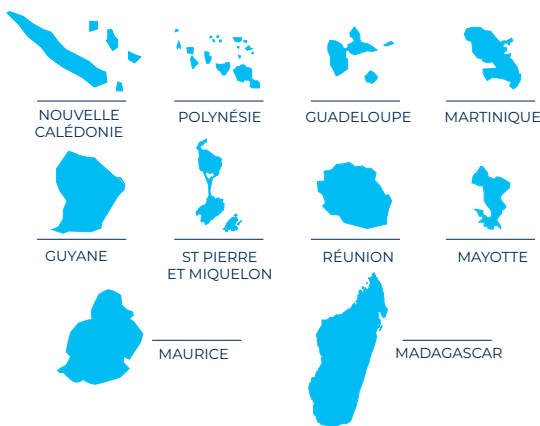 NOUVELLE
CALÉDONIE
POLYNÉSIE
GUADELOUPE
MARTINIQUE
GUYANE
ST PIERRE
ET MIQUELON
RÉUNION
MAYOTTE
MAURICE
MADAGASCAR